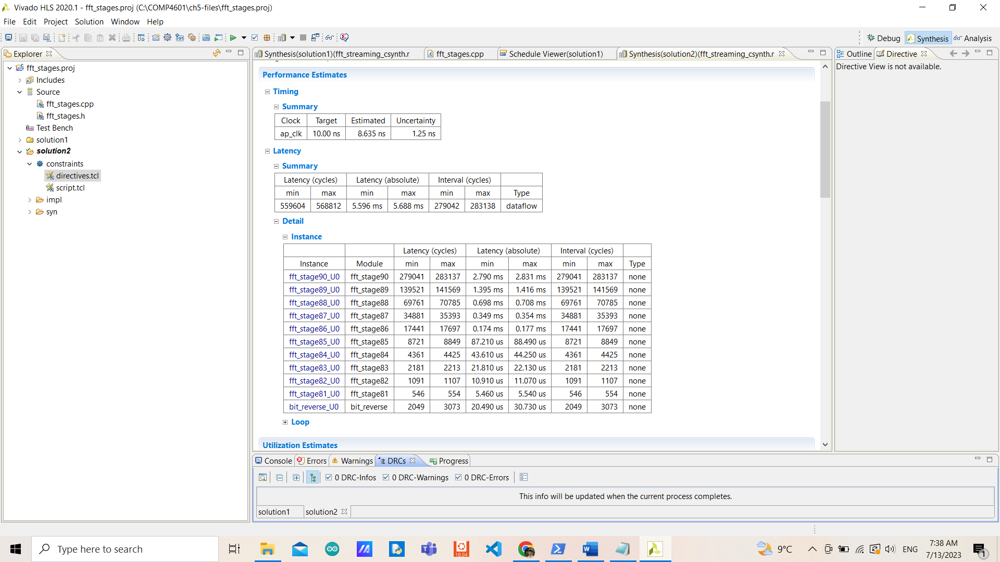 Vivado HLS 2020.1 - fft_stages.proj (C:\COMP4601\ch5-files\fft_stages.proj)
File Edit Project Solution Window Help
Debug Synthesis Analysis
Explorer
fft_stages.proj
Includes
Source
fft_stages.cpp
fft_stages.h
Test Bench
solution1
solution2
constraints
directives.tcl
script.tcl
impl
syn
Synthesis(solution1)(fft_streaming_csynth.r fft_stages.cpp Schedule Viewer(solution1) Synthesis(solution2)(fft_streaming_csynth.r
Performance Estimates
Timing
Summary
Clock Target Estimated Uncertainty
ap_clk 10.00 ns 8.635 ns 1.25 ns
Latency
Summary
Latency (cycles) Latency (absolute) Interval (cycles)
min max min max min max Type
559604 568812 5.596 ms 5.688 ms 279042 283138 dataflow
Detail
Instance
Latency (cycles) Latency (absolute) Interval (cycles)
Instance Module min max min max min max Type
fft_stage90_U0 fft_stage90 279041 283137 2.790 ms 2.831 ms 279041 283137 none
fft_stage89_U0 fft_stage89 139521 141569 1.395 ms 1.416 ms 139521 141569 none
fft_stage88_U0 fft_stage88 69761 70785 0.698 ms 0.708 ms 69761 70785 none
fft_stage87_U0 fft_stage87 34881 35393 0.349 ms 0.354 ms 34881 35393 none
fft_stage86_U0 fft_stage86 17441 17697 0.174 ms 0.177 ms 17441 17697 none
fft_stage85_U0 fft_stage85 8721 8849 87.210 us 88.490 us 8721 8849 none
fft_stage84_U0 fft_stage84 4361 4425 43.610 us 44.250 us 4361 4425 none
fft_stage83_U0 fft_stage83 2181 2213 21.810 us 22.130 us 2181 2213 none
fft_stage82_U0 fft_stage82 1091 1107 10.910 us 11.070 us 1091 1107 none
fft_stage81_U0 fft_stage81 546 554 5.460 us 5.540 us 546 554 none
bit_reverse_U0 bit_reverse 2049 3073 20.490 us 30.730 us 2049 3073 none
Loop
Utilization Estimates
Outline Directive
Directive View is not available.
Console Errors Warnings DRCs Progress
0 DRC-Infos 0 DRC-Warnings 0 DRC-Errors
This info will be updated when the current process completes.
solution1 solution2
Type here to search
18.04
9°C
ENG
7:38 AM
7/13/2023
1